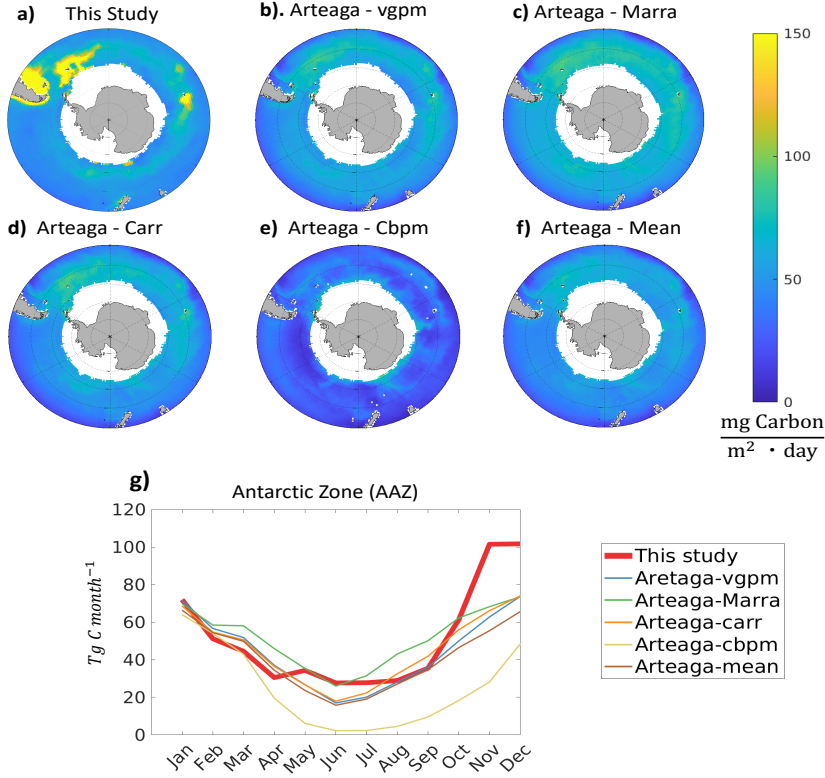 a)
This Study
b). Arteaga - vgpm
c) Arteaga - Marra
d) Arteaga - Carr
e) Arteaga - Cbpm
f) Arteaga - Mean
150
100
50
0
mg Carbon
m² · day
g)
Antarctic Zone (AAZ)
120
100
80
60
40
20
0
Tg C month⁻¹
Jan
Feb
Mar
Apr
May
Jun
Jul
Aug
Sep
Oct
Nov
Dec
This study
Aretaga-vgpm
Arteaga-Marra
Arteaga-carr
Arteaga-cbpm
Arteaga-mean